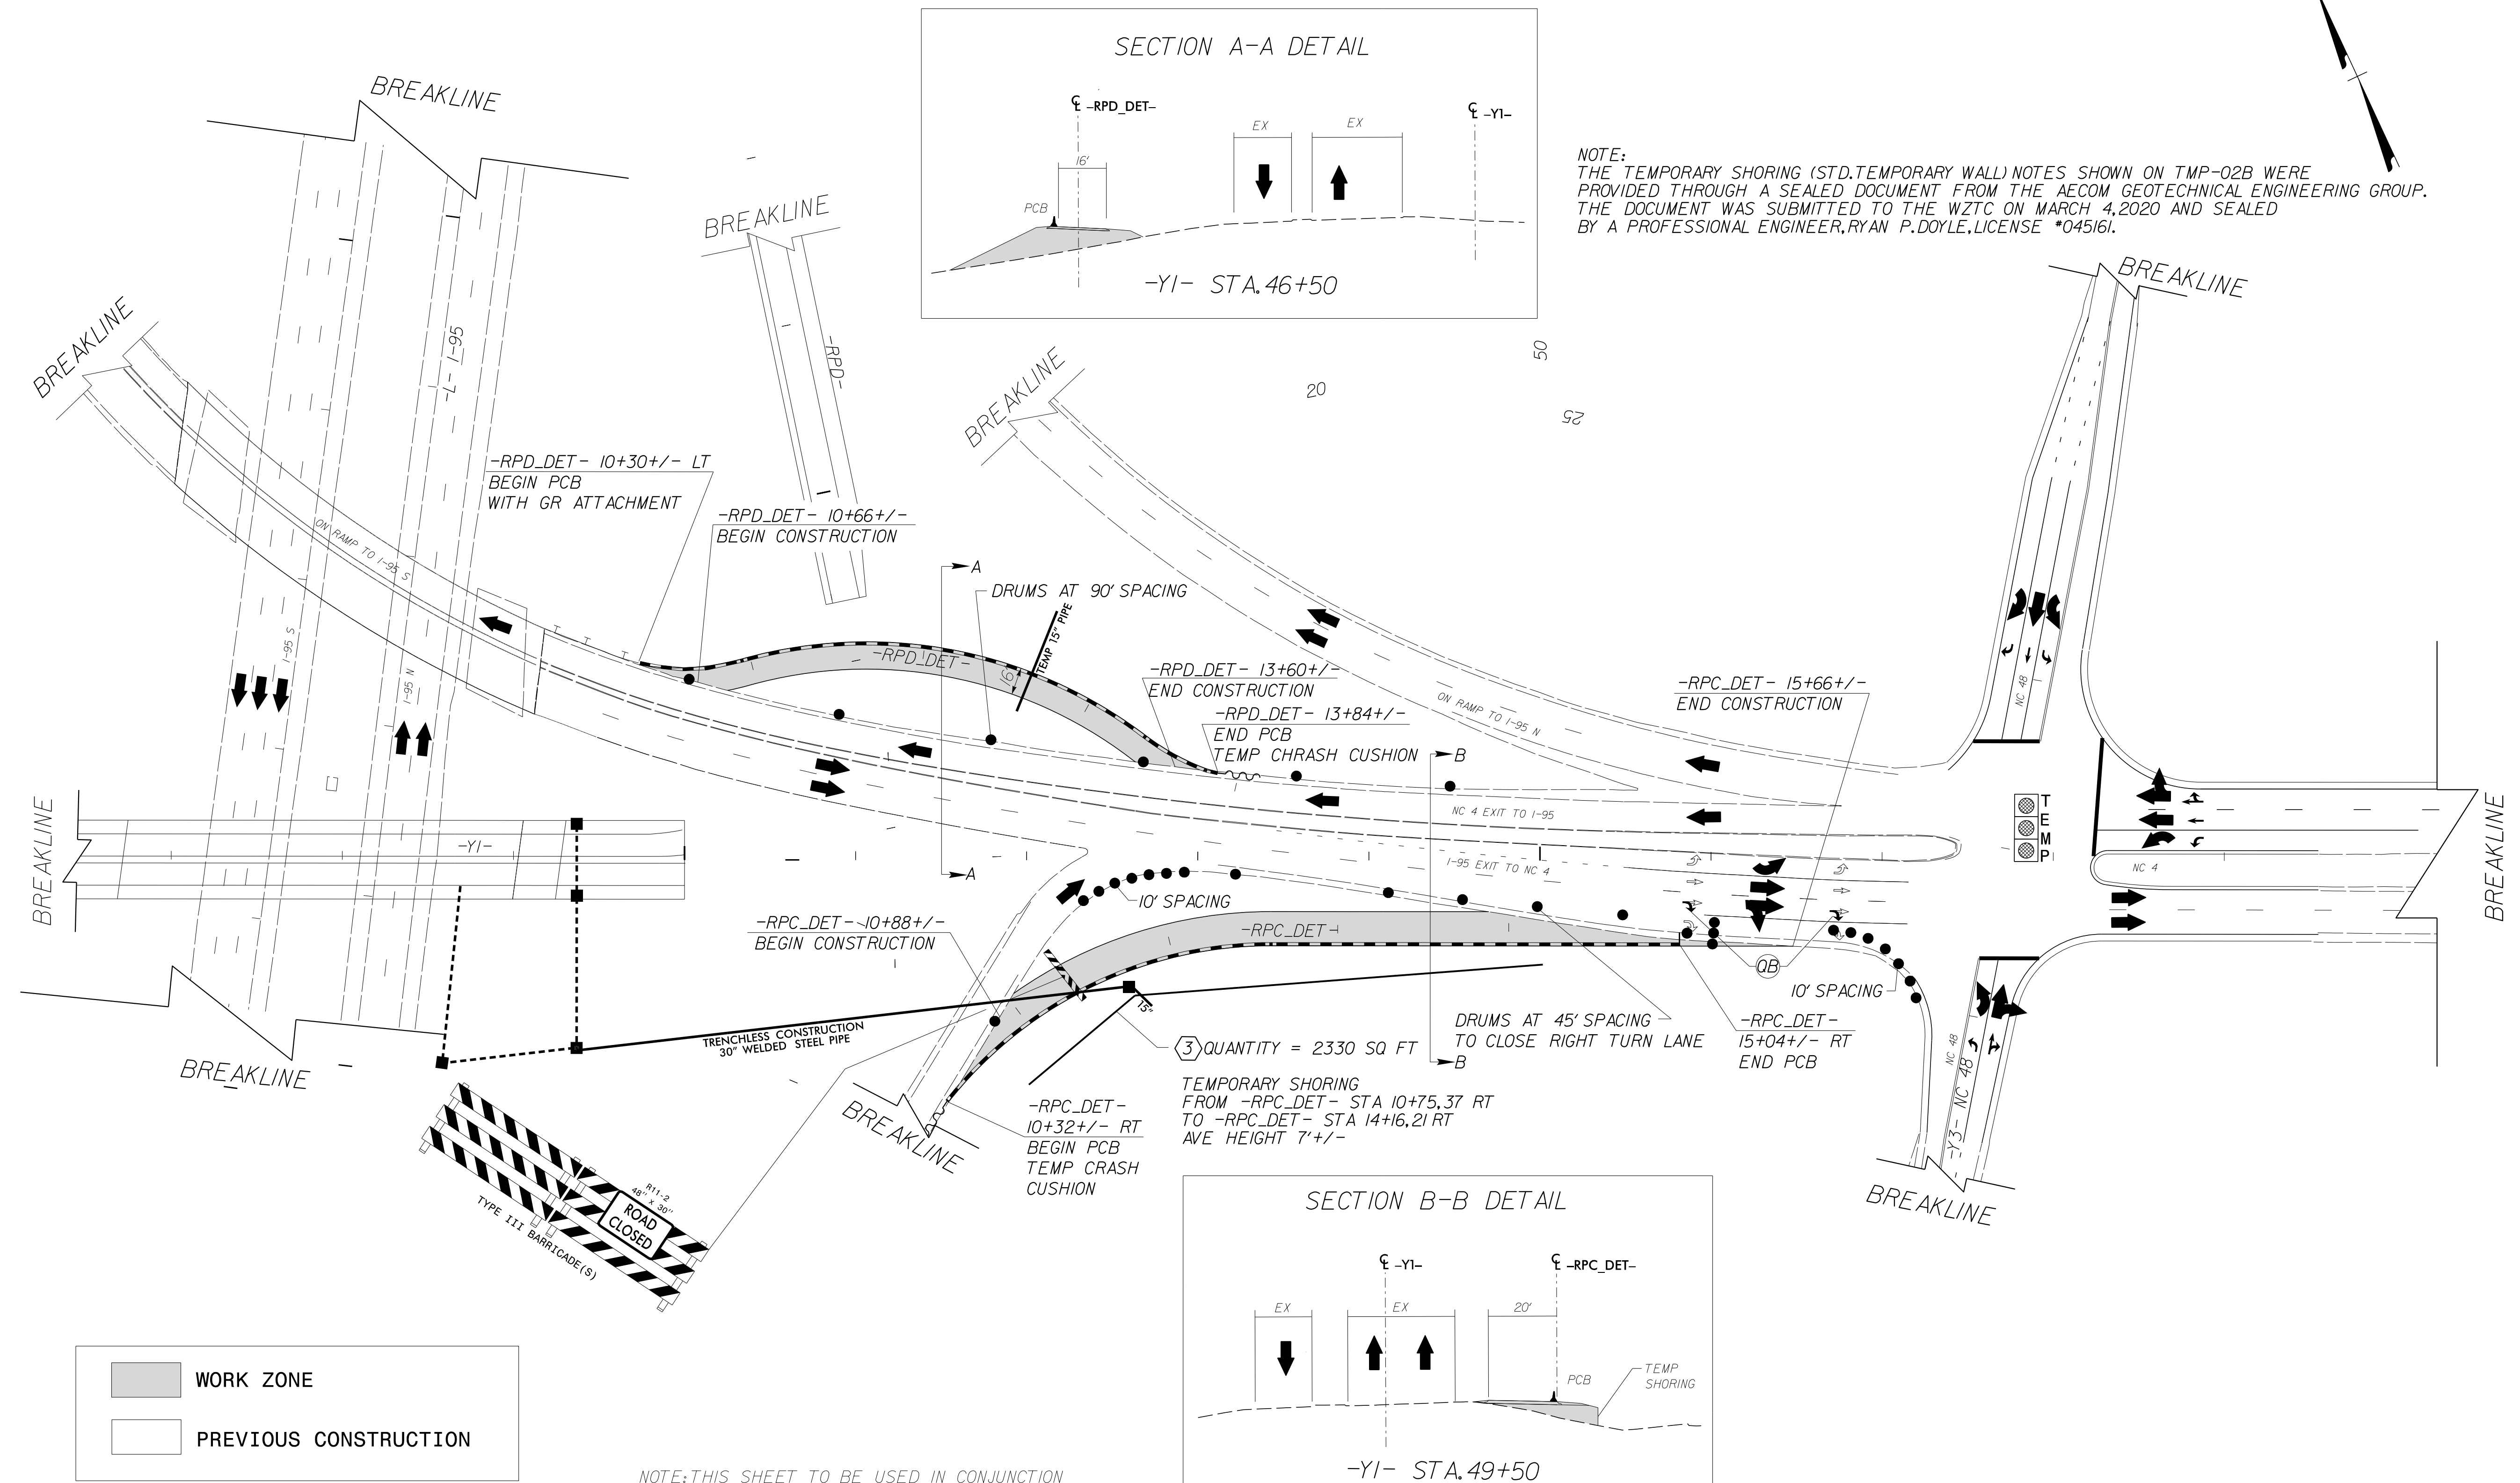 SECTION A-A DETAIL
℄ -RPD_DET-
℄ -Y1-
EX
EX
16'
PCB
-Y1- STA. 46+50
NOTE:
THE TEMPORARY SHORING (STD. TEMPORARY WALL) NOTES SHOWN ON TMP-02B WERE
PROVIDED THROUGH A SEALED DOCUMENT FROM THE AECOM GEOTECHNICAL ENGINEERING GROUP.
THE DOCUMENT WAS SUBMITTED TO THE WZTC ON MARCH 4, 2020 AND SEALED
BY A PROFESSIONAL ENGINEER, RYAN P. DOYLE, LICENSE #045161.
BREAKLINE
BREAKLINE
BREAKLINE
BREAKLINE
BREAKLINE
50
20
25
-L- I-95
-RPD-
-RPD_DET- 10+30+/- LT
BEGIN PCB
WITH GR ATTACHMENT
-RPD_DET- 10+66+/-
BEGIN CONSTRUCTION
ON RAMP TO I-95 S
A
DRUMS AT 90' SPACING
TEMP 15" PIPE
-RPD_DET-
16'
-RPD_DET- 13+60+/-
END CONSTRUCTION
-RPD_DET- 13+84+/-
END PCB
TEMP CHRASH CUSHION
ON RAMP TO I-95 N
-RPC_DET- 15+66+/-
END CONSTRUCTION
NC 48
I-95 S
I-95 N
B
NC 4 EXIT TO I-95
I-95 EXIT TO NC 4
TEMP
NC 4
BREAKLINE
BREAKLINE
-Y1-
A
10' SPACING
-RPC_DET- 10+88+/-
BEGIN CONSTRUCTION
-RPC_DET-
QB
10' SPACING
15"
TRENCHLESS CONSTRUCTION
30" WELDED STEEL PIPE
3 QUANTITY = 2330 SQ FT
TEMPORARY SHORING
FROM -RPC_DET- STA 10+75, 37 RT
TO -RPC_DET- STA 14+16, 21 RT
AVE HEIGHT 7'+/-
DRUMS AT 45' SPACING
TO CLOSE RIGHT TURN LANE
B
-RPC_DET-
15+04+/- RT
END PCB
NC 48
-Y3- NC 48
BREAKLINE
BREAKLINE
BREAKLINE
-RPC_DET-
10+32+/- RT
BEGIN PCB
TEMP CRASH
CUSHION
R11-2
48" x 30"
ROAD
CLOSED
TYPE III BARRICADE(S)
SECTION B-B DETAIL
℄ -Y1-
℄ -RPC_DET-
EX
EX
20'
PCB
TEMP
SHORING
-Y1- STA. 49+50
WORK ZONE
PREVIOUS CONSTRUCTION
NOTE: THIS SHEET TO BE USED IN CONJUNCTION